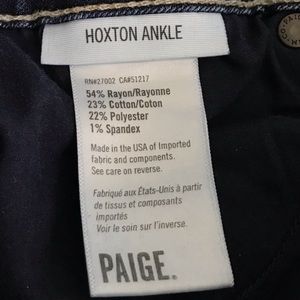 HOXTON ANKLE
RN#27002 CA#51217
54% Rayon/Rayonne
23% Cotton/Coton
22% Polyester
1% Spandex
Made in the USA of Imported
fabric and components.
See care on reverse.
Fabriqué aux États-Unis à partir
de tissus et composants
importés
Voir le soin sur l'inverse.
PAIGE.